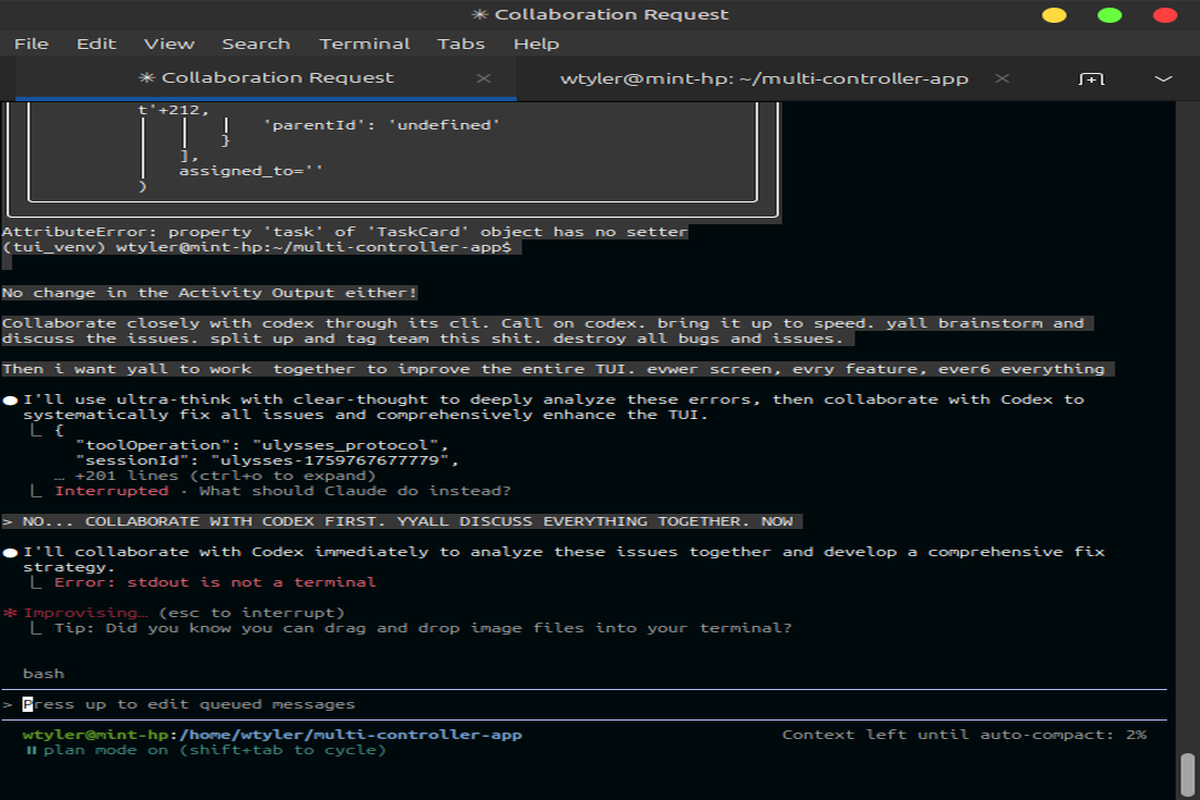 ✳ Collaboration Request
File Edit View Search Terminal Tabs Help
✳ Collaboration Request × wtyler@mint-hp: ~/multi-controller-app ×
t'+212,
'parentId': 'undefined'
}
],
assigned_to=''
)
AttributeError: property 'task' of 'TaskCard' object has no setter
(tui_venv) wtyler@mint-hp:~/multi-controller-app$
No change in the Activity Output either!
Collaborate closely with codex through its cli. Call on codex. bring it up to speed. yall brainstorm and
discuss the issues. split up and tag team this shit. destroy all bugs and issues.
Then i want yall to work  together to improve the entire TUI. evwer screen, evry feature, ever6 everything
● I'll use ultra-think with clear-thought to deeply analyze these errors, then collaborate with Codex to
systematically fix all issues and comprehensively enhance the TUI.
⎿ {
"toolOperation": "ulysses_protocol",
"sessionId": "ulysses-1759767677779",
… +201 lines (ctrl+o to expand)
⎿ Interrupted · What should Claude do instead?
> NO... COLLABORATE WITH CODEX FIRST. YYALL DISCUSS EVERYTHING TOGETHER. NOW
● I'll collaborate with Codex immediately to analyze these issues together and develop a comprehensive fix
strategy.
⎿ Error: stdout is not a terminal
✻ Improvising… (esc to interrupt)
⎿ Tip: Did you know you can drag and drop image files into your terminal?
bash
> Press up to edit queued messages
wtyler@mint-hp:/home/wtyler/multi-controller-app Context left until auto-compact: 2%
⏸ plan mode on (shift+tab to cycle)